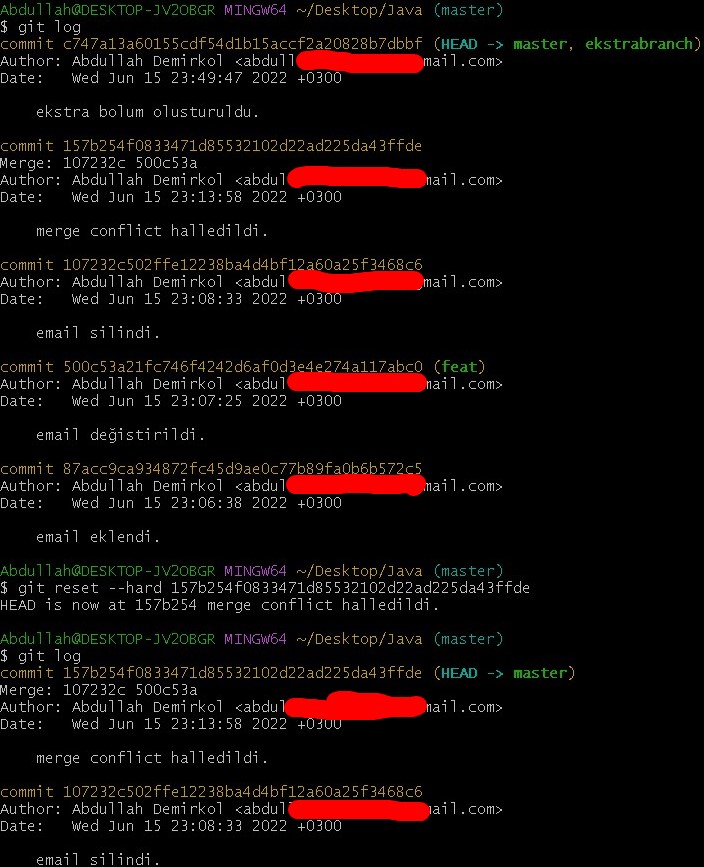 Abdullah@DESKTOP-JV2OBGR MINGW64 ~/Desktop/Java (master)
$ git log
commit c747a13a60155cdf54d1b15accf2a20828b7dbbf (HEAD -> master, ekstrabranch)
Author: Abdullah Demirkol <abdull mail.com>
Date:   Wed Jun 15 23:49:47 2022 +0300
    ekstra bolum olusturuldu.
commit 157b254f0833471d85532102d22ad225da43ffde
Merge: 107232c 500c53a
Author: Abdullah Demirkol <abdul mail.com>
Date:   Wed Jun 15 23:13:58 2022 +0300
    merge conflict halledildi.
commit 107232c502ffe12238ba4d4bf12a60a25f3468c6
Author: Abdullah Demirkol <abdul mail.com>
Date:   Wed Jun 15 23:08:33 2022 +0300
    email silindi.
commit 500c53a21fc746f4242d6af0d3e4e274a117abc0 (feat)
Author: Abdullah Demirkol <abdul mail.com>
Date:   Wed Jun 15 23:07:25 2022 +0300
    email değistirildi.
commit 87acc9ca934872fc45d9ae0c77b89fa0b6b572c5
Author: Abdullah Demirkol <abdul mail.com>
Date:   Wed Jun 15 23:06:38 2022 +0300
    email eklendi.
Abdullah@DESKTOP-JV2OBGR MINGW64 ~/Desktop/Java (master)
$ git reset --hard 157b254f0833471d85532102d22ad225da43ffde
HEAD is now at 157b254 merge conflict halledildi.
Abdullah@DESKTOP-JV2OBGR MINGW64 ~/Desktop/Java (master)
$ git log
commit 157b254f0833471d85532102d22ad225da43ffde (HEAD -> master)
Merge: 107232c 500c53a
Author: Abdullah Demirkol <abdul mail.com>
Date:   Wed Jun 15 23:13:58 2022 +0300
    merge conflict halledildi.
commit 107232c502ffe12238ba4d4bf12a60a25f3468c6
Author: Abdullah Demirkol <abdul mail.com>
Date:   Wed Jun 15 23:08:33 2022 +0300
    email silindi.